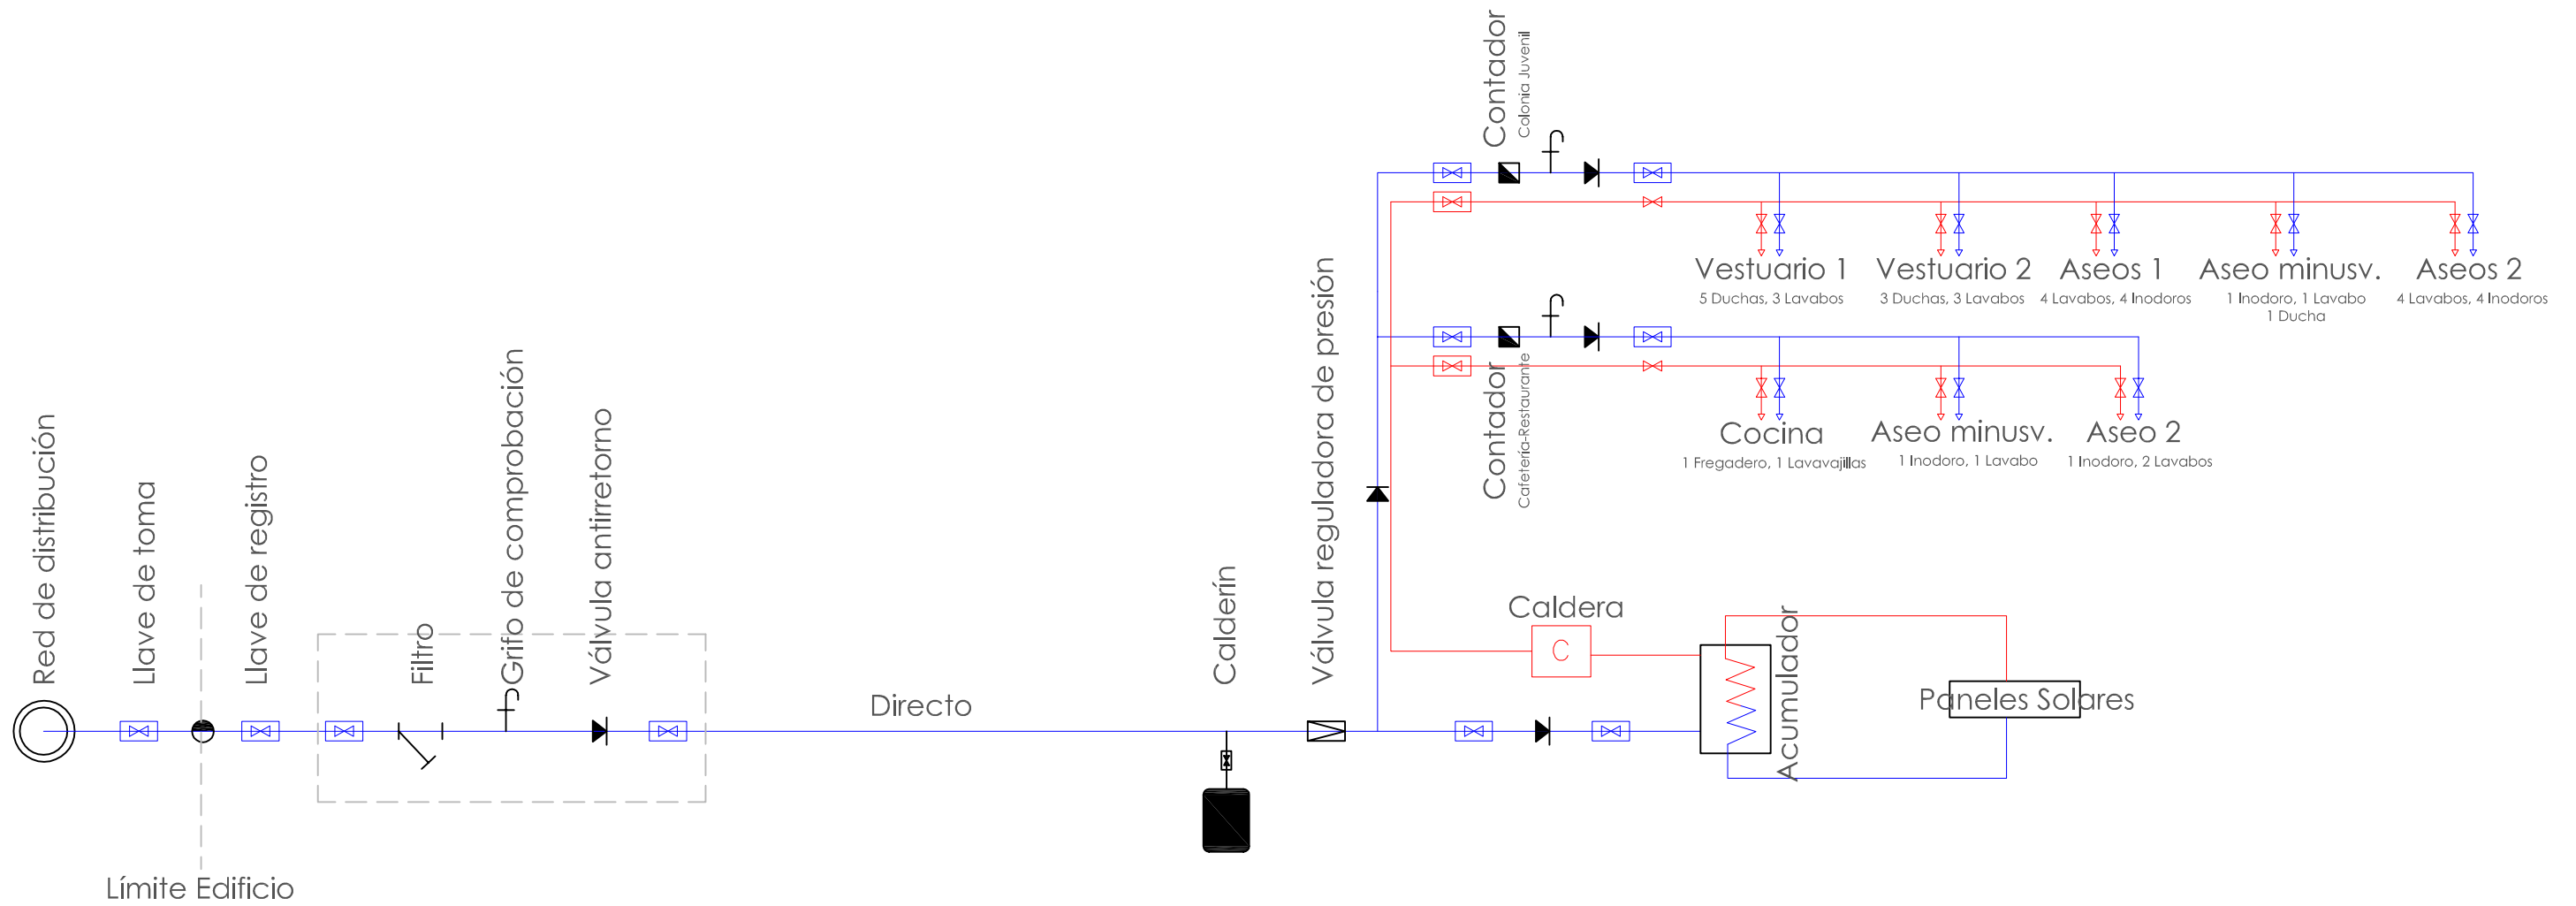 Contador
Colonia Juvenil
Vestuario 1
5 Duchas, 3 Lavabos
Vestuario 2
3 Duchas, 3 Lavabos
Aseos 1
4 Lavabos, 4 Inodoros
Aseo minusv.
1 Inodoro, 1 Lavabo
1 Ducha
Aseos 2
4 Lavabos, 4 Inodoros
Contador
Cafetería-Restaurante
Cocina
1 Fregadero, 1 Lavavajillas
Aseo minusv.
1 Inodoro, 1 Lavabo
Aseo 2
1 Inodoro, 2 Lavabos
Red de distribución
Llave de toma
Llave de registro
Filtro
Grifo de comprobación
Válvula antirretorno
Directo
Calderín
Válvula reguladora de presión
Caldera
C
Acumulador
Paneles Solares
Límite Edificio